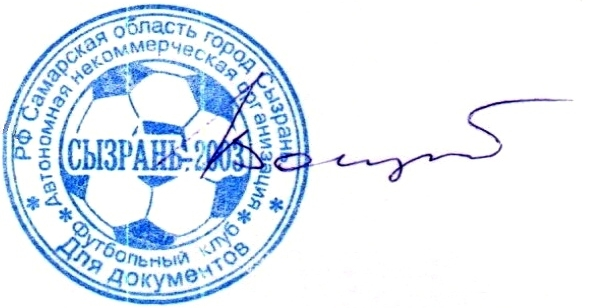 РФ Самарская область город Сызрань
Автономная некоммерческая организация
СЫЗРАНЬ-2003
Футбольный клуб
Для документов